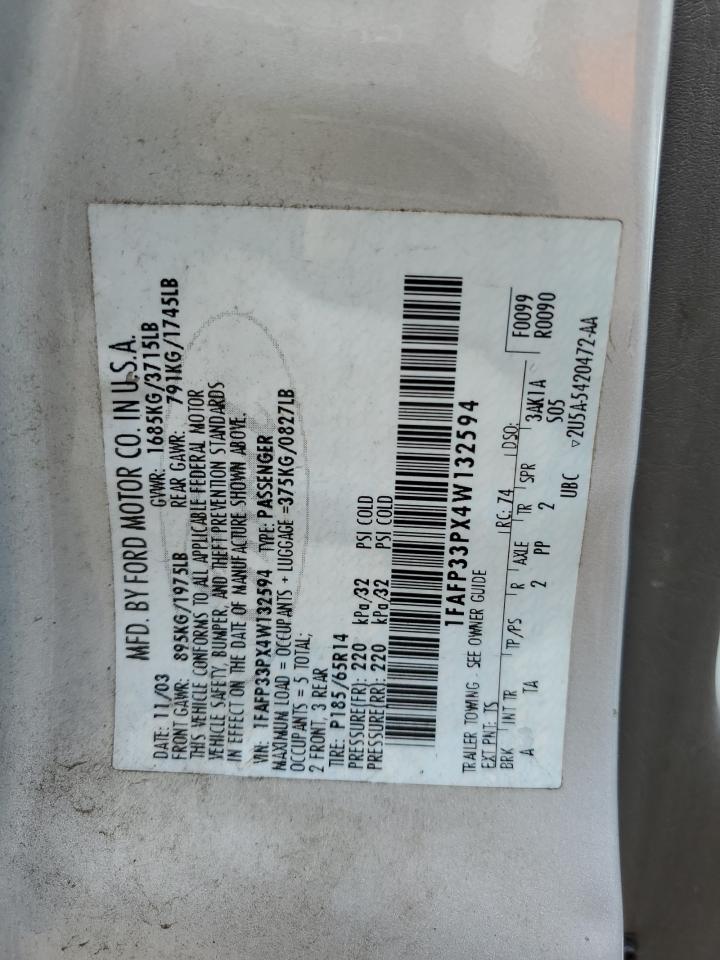 MFD. BY FORD MOTOR CO. IN U.S.A.
DATE: 11/03 GVWR: 1685KG/3715LB
FRONT GAWR: 895KG/1975LB REAR GAWR: 791KG/1745LB
THIS VEHICLE CONFORMS TO ALL APPLICABLE FEDERAL MOTOR
VEHICLE SAFETY, BUMPER, AND THEFT PREVENTION STANDARDS
IN EFFECT ON THE DATE OF MANUFACTURE SHOWN ABOVE.
VIN: 1FAFP33PX4W132594 TYPE: PASSENGER
MAXIMUM LOAD = OCCUPANTS + LUGGAGE = 375KG/0827LB
OCCUPANTS = 5 TOTAL;
2 FRONT, 3 REAR
TIRE: P185/65R14
PRESSURE(FR): 220 kPa/32 PSI COLD
PRESSURE(RR): 220 kPa/32 PSI COLD
1FAFP33PX4W132594
TRAILER TOWING - SEE OWNER GUIDE
EXT PNT: TS RC: 74 DSO: F0099
BRK INT TR TP/PS R AXLE TR SPR R0090
A TA 2 PP 2 3AK1A
S05
UBC ▽2U5A-5420472-AA